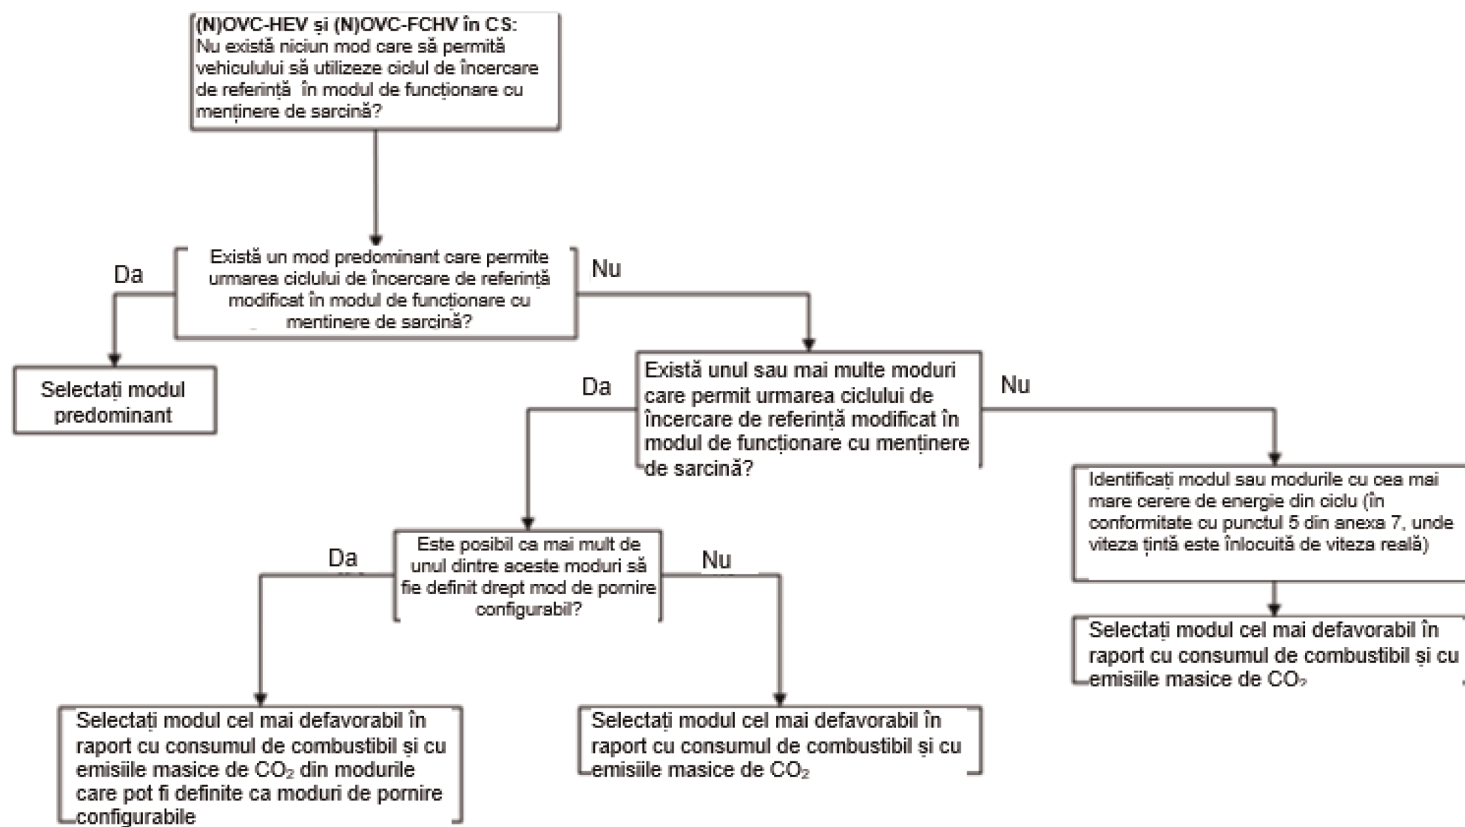 (N)OVC-HEV și (N)OVC-FCHV în CS:
Nu există niciun mod care să permită
vehiculului să utilizeze ciclul de încercare
de referință în modul de funcționare cu
menținere de sarcină?
Există un mod predominant care permite
urmarea ciclului de încercare de referință
modificat în modul de funcționare cu
mentinere de sarcină?
Da
Nu
Selectați modul
predominant
Există unul sau mai multe moduri
care permit urmarea ciclului de
încercare de referință modificat în
modul de funcționare cu menținere
de sarcină?
Da
Nu
Identificați modul sau modurile cu cea mai
mare cerere de energie din ciclu (în
conformitate cu punctul 5 din anexa 7, unde
viteza țintă este înlocuită de viteza reală)
Este posibil ca mai mult de
unul dintre aceste moduri să
fie definit drept mod de pornire
configurabil?
Da
Nu
Selectați modul cel mai defavorabil în
raport cu consumul de combustibil și cu
emisiile masice de CO₂
Selectați modul cel mai defavorabil în
raport cu consumul de combustibil și cu
emisiile masice de CO₂ din modurile
care pot fi definite ca moduri de pornire
configurabile
Selectați modul cel mai defavorabil în
raport cu consumul de combustibil și cu
emisiile masice de CO₂